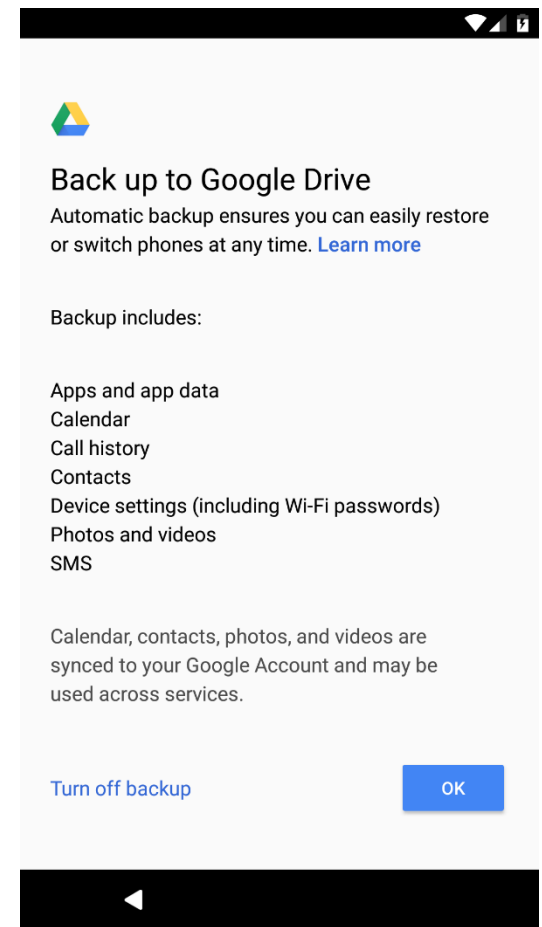 Back up to Google Drive
Automatic backup ensures you can easily restore
or switch phones at any time. Learn more
Backup includes:
Apps and app data
Calendar
Call history
Contacts
Device settings (including Wi-Fi passwords)
Photos and videos
SMS
Calendar, contacts, photos, and videos are
synced to your Google Account and may be
used across services.
Turn off backup
OK